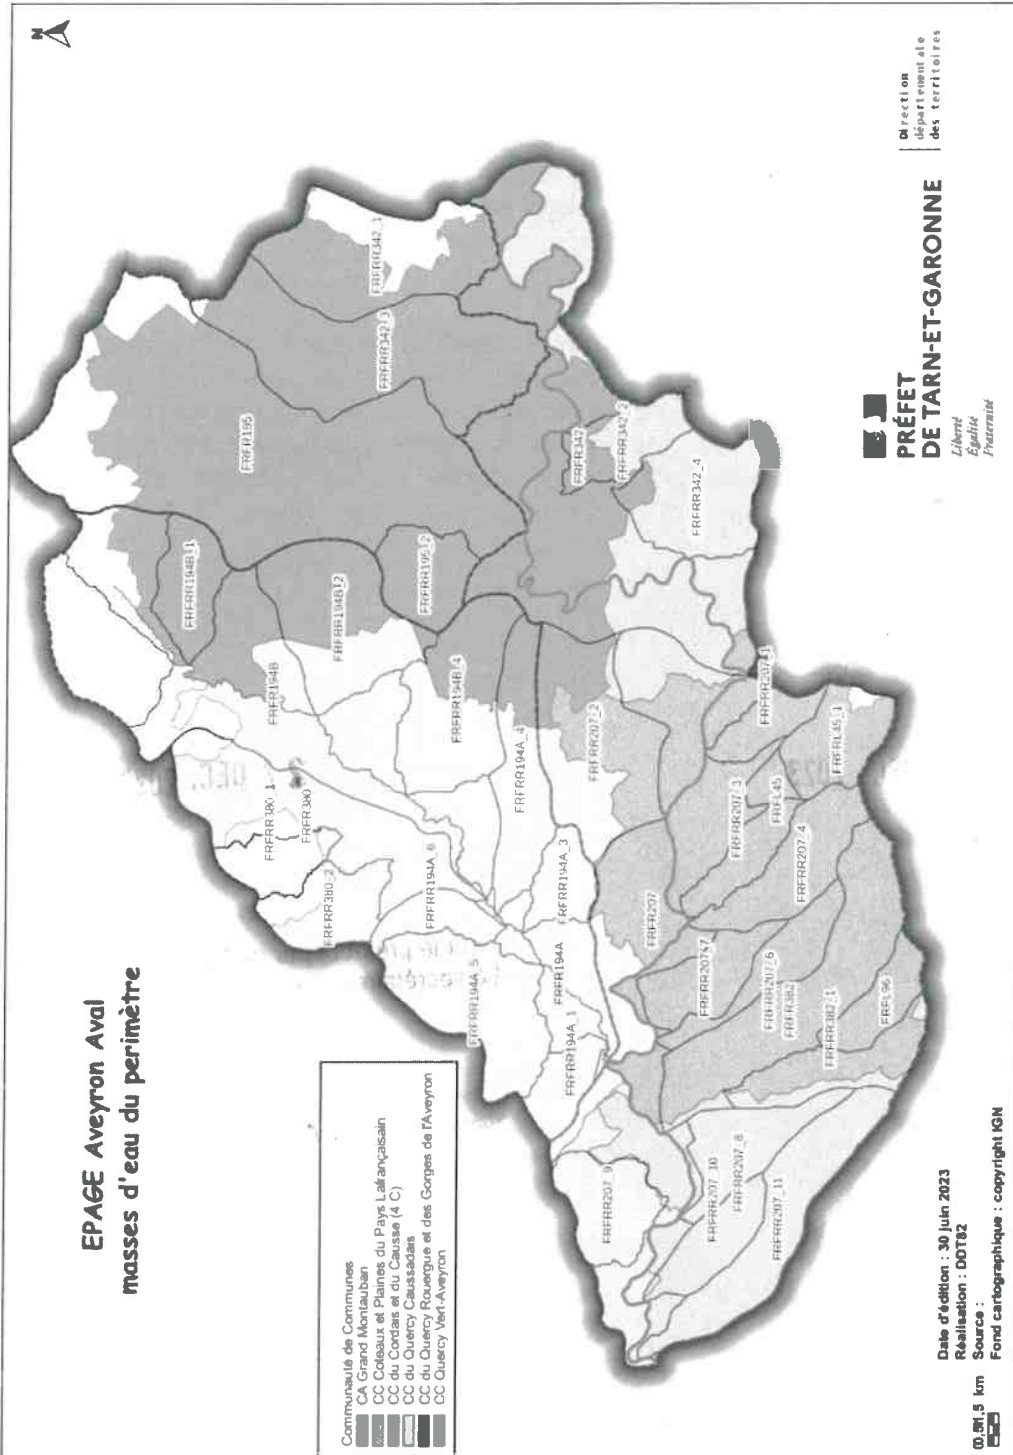 EPAGE Aveyron Aval
masses d'eau du perimètre
N
Communauté de Communes
CA Grand Montauban
CC Coteaux et Plaines du Pays Lafrançaisain
CC du Cordais et du Causse (4 C)
CC du Quercy Caussadais
CC du Quercy Rouergue et des Gorges de l'Aveyron
CC Quercy Vert-Aveyron
FRFRR342_1
FRFRR342_3
FRFR195
FRFR342
FRFRR342_2
FRFRR342_4
FRFRR194B_1
FRFRR194B_2
FRFRR195_2
FRFR194B
FRFRR194B_4
FRFRR194A_4
FRFRR207_2
FRFRR207_1
FRFRL45_1
FRFRR380_1
FRFR380
FRFRR380_2
FRFRR194A_6
FRFRR194A_3
FRFRR207_3
FRFL45
FRFRR207_4
FRFR207
FRFRR194A_5
FRFR194A
FRFRR194A_1
FRFRR207_7
FRFRR207_6
FRFR382
FRFRR382_1
FRFL96
FRFRR207_9
FRFRR207_10
FRFRR207_8
FRFRR207_11
PRÉFET
DE TARN-ET-GARONNE
Liberté
Égalité
Fraternité
Direction
départementale
des territoires
Date d'édition : 30 juin 2023
Réalisation : DDT82
Source :
Fond cartographique : copyright IGN
km